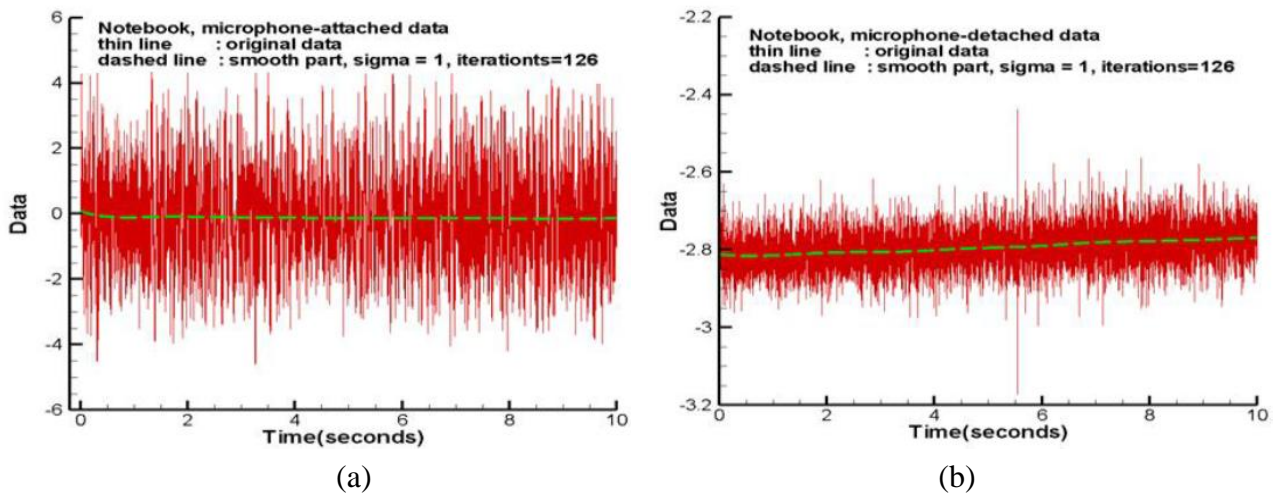 Notebook, microphone-attached data
thin line : original data
dashed line : smooth part, sigma = 1, iterationts=126
6
4
2
0
-2
-4
-6
Data
0 2 4 6 8 10
Time(seconds)
(a)
Notebook, microphone-detached data
thin line : original data
dashed line : smooth part, sigma = 1, iterations=126
-2.2
-2.4
-2.6
-2.8
-3
-3.2
Data
0 2 4 6 8 10
Time(seconds)
(b)